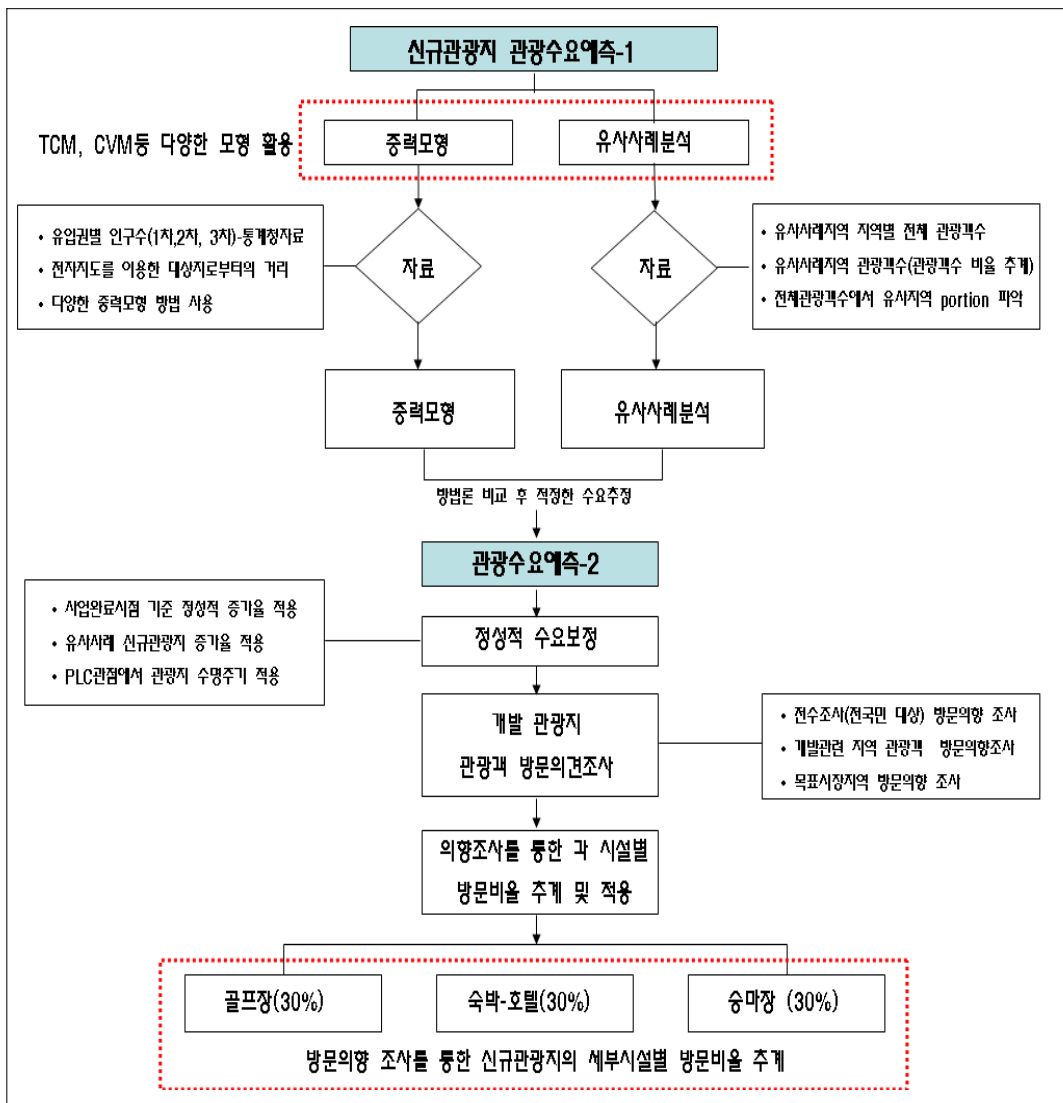 신규관광지 관광수요예측-1
TCM, CVM등 다양한 모형 활용
중력모형
유사사례분석
• 유입권별 인구수(1차,2차, 3차)-통계청자료
• 전자지도를 이용한 대상지로부터의 거리
• 다양한 중력모형 방법 사용
자료
자료
• 유사사례지역 지역별 전체 관광객수
• 유사사례지역 관광객수(관광객수 비율 추계)
• 전체관광객수에서 유사지역 portion 파악
중력모형
유사사례분석
방법론 비교 후 적정한 수요추정
관광수요예측-2
• 사업완료시점 기준 정성적 증가율 적용
• 유사사례 신규관광지 증가율 적용
• PLC관점에서 관광지 수명주기 적용
정성적 수요보정
개발 관광지
관광객 방문의견조사
• 전수조사(전국민 대상) 방문의향 조사
• 개발관련 지역 관광객 방문의향조사
• 목표시장지역 방문의향 조사
의향조사를 통한 각 시설별
방문비율 추계 및 적용
골프장(30%)
숙박-호텔(30%)
승마장 (30%)
방문의향 조사를 통한 신규관광지의 세부시설별 방문비율 추계